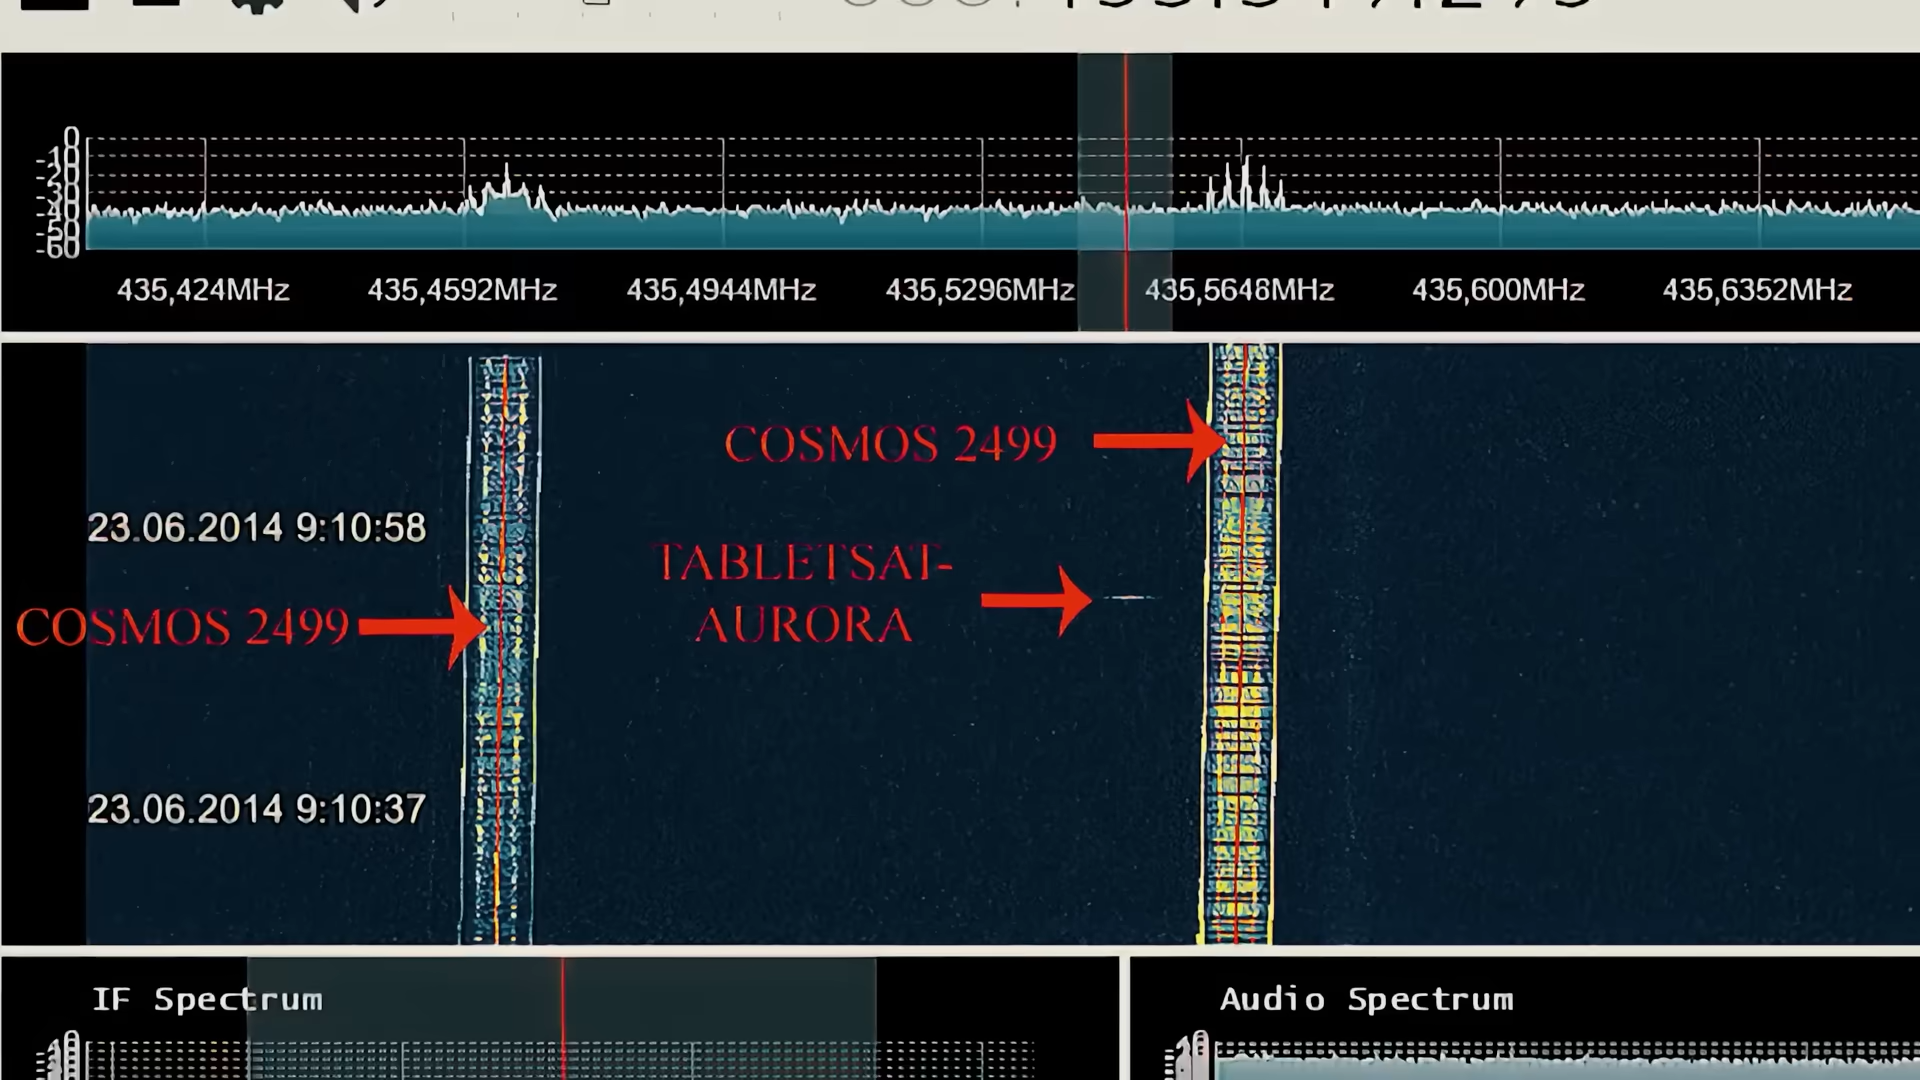 0
-10
-20
-30
-60
435,424MHz
435,4592MHz
435,4944MHz
435,5296MHz
435,5648MHz
435,600MHz
435,6352MHz
COSMOS 2499
23.06.2014 9:10:58
TABLETSAT-
AURORA
COSMOS 2499
23.06.2014 9:10:37
IF Spectrum
Audio Spectrum
0
0